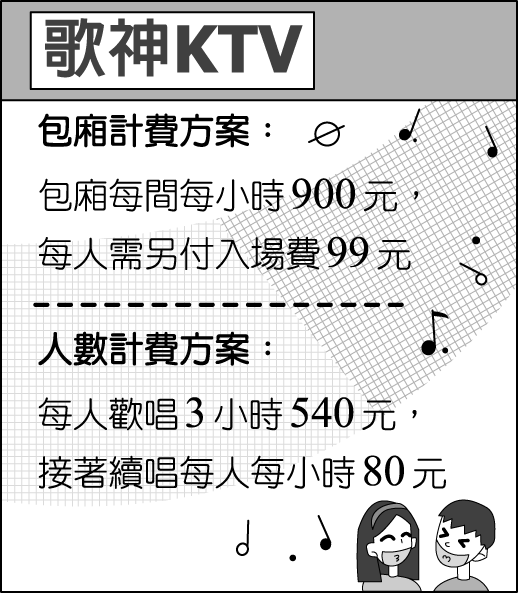 歌神KTV
包廂計費方案：
包廂每間每小時900元，
每人需另付入場費99元
人數計費方案：
每人歡唱3小時540元，
接著續唱每人每小時80元